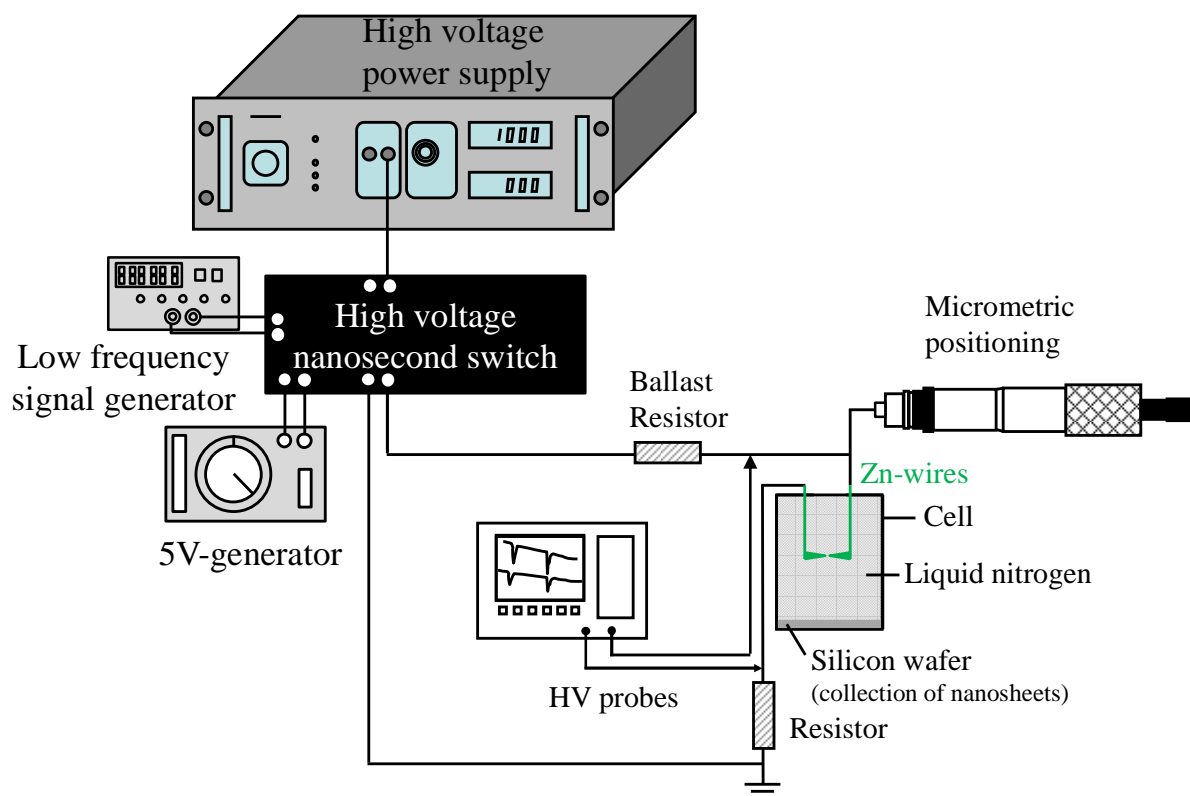 High voltage
power supply
1000
000
High voltage
nanosecond switch
Low frequency
signal generator
5V-generator
Ballast
Resistor
Micrometric
positioning
Zn-wires
Cell
Liquid nitrogen
Silicon wafer
(collection of nanosheets)
HV probes
Resistor